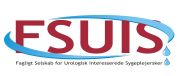 FSUIS
Fagligt Selskab for Urologisk Interesserede Sygeplejersker